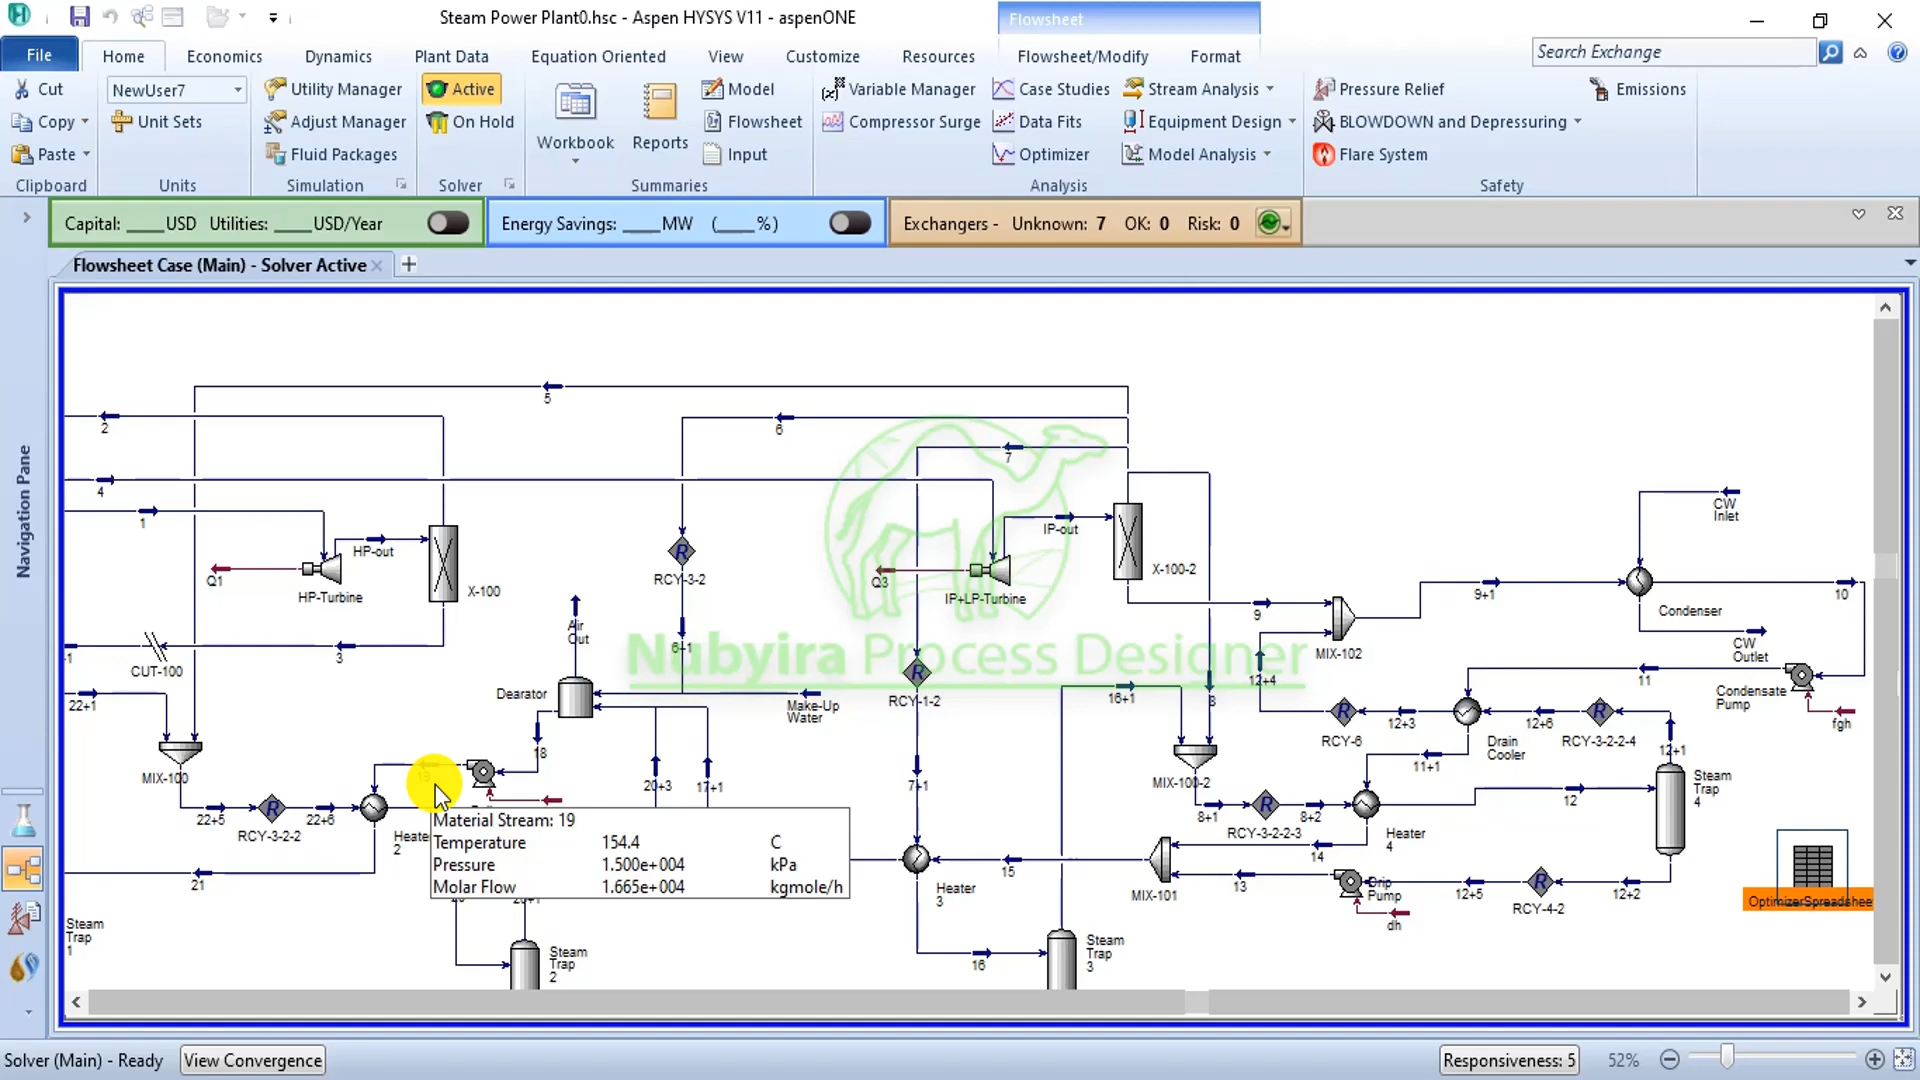 Steam Power Plant0.hsc - Aspen HYSYS V11 - aspenONE
Flowsheet
File
Home
Economics
Dynamics
Plant Data
Equation Oriented
View
Customize
Resources
Flowsheet/Modify
Format
Search Exchange
Cut
Copy
Paste
Clipboard
NewUser7
Unit Sets
Units
Utility Manager
Adjust Manager
Fluid Packages
Simulation
Active
On Hold
Solver
Workbook
Reports
Model
Flowsheet
Input
Summaries
Variable Manager
Compressor Surge
Case Studies
Data Fits
Optimizer
Stream Analysis
Equipment Design
Model Analysis
Analysis
Pressure Relief
BLOWDOWN and Depressuring
Flare System
Emissions
Safety
Capital: ____USD Utilities: ____USD/Year
Energy Savings: ____MW (____%)
Exchangers - Unknown: 7 OK: 0 Risk: 0
Flowsheet Case (Main) - Solver Active
Navigation Pane
5
2
6
7
4
1
HP-out
Q1
HP-Turbine
X-100
RCY-3-2
Q3
IP+LP-Turbine
IP-out
X-100-2
CW
Inlet
9+1
10
Condenser
9
CW
Outlet
MIX-102
Air
Out
3
CUT-100
-1
6+1
Nubyira Process Designer
12+4
11
Condensate
Pump
fgh
22+1
Dearator
Make-Up
Water
RCY-1-2
16+1
8
RCY-6
12+3
Drain
Cooler
12+6
RCY-3-2-2-4
12+1
18
MIX-100
19
20+3
17+1
7+1
MIX-100-2
11+1
Steam
Trap
4
22+5
RCY-3-2-2
22+6
Heater
2
8+1
RCY-3-2-2-3
8+2
Heater
4
12
Material Stream: 19
Temperature 154.4 C
Pressure 1.500e+004 kPa
Molar Flow 1.665e+004 kgmole/h
21
Heater
3
15
MIX-101
14
13
Drip
Pump
dh
12+5
RCY-4-2
12+2
OptimizerSpreadshee
Steam
Trap
1
Steam
Trap
2
16
Steam
Trap
3
Solver (Main) - Ready
View Convergence
Responsiveness: 5
52%